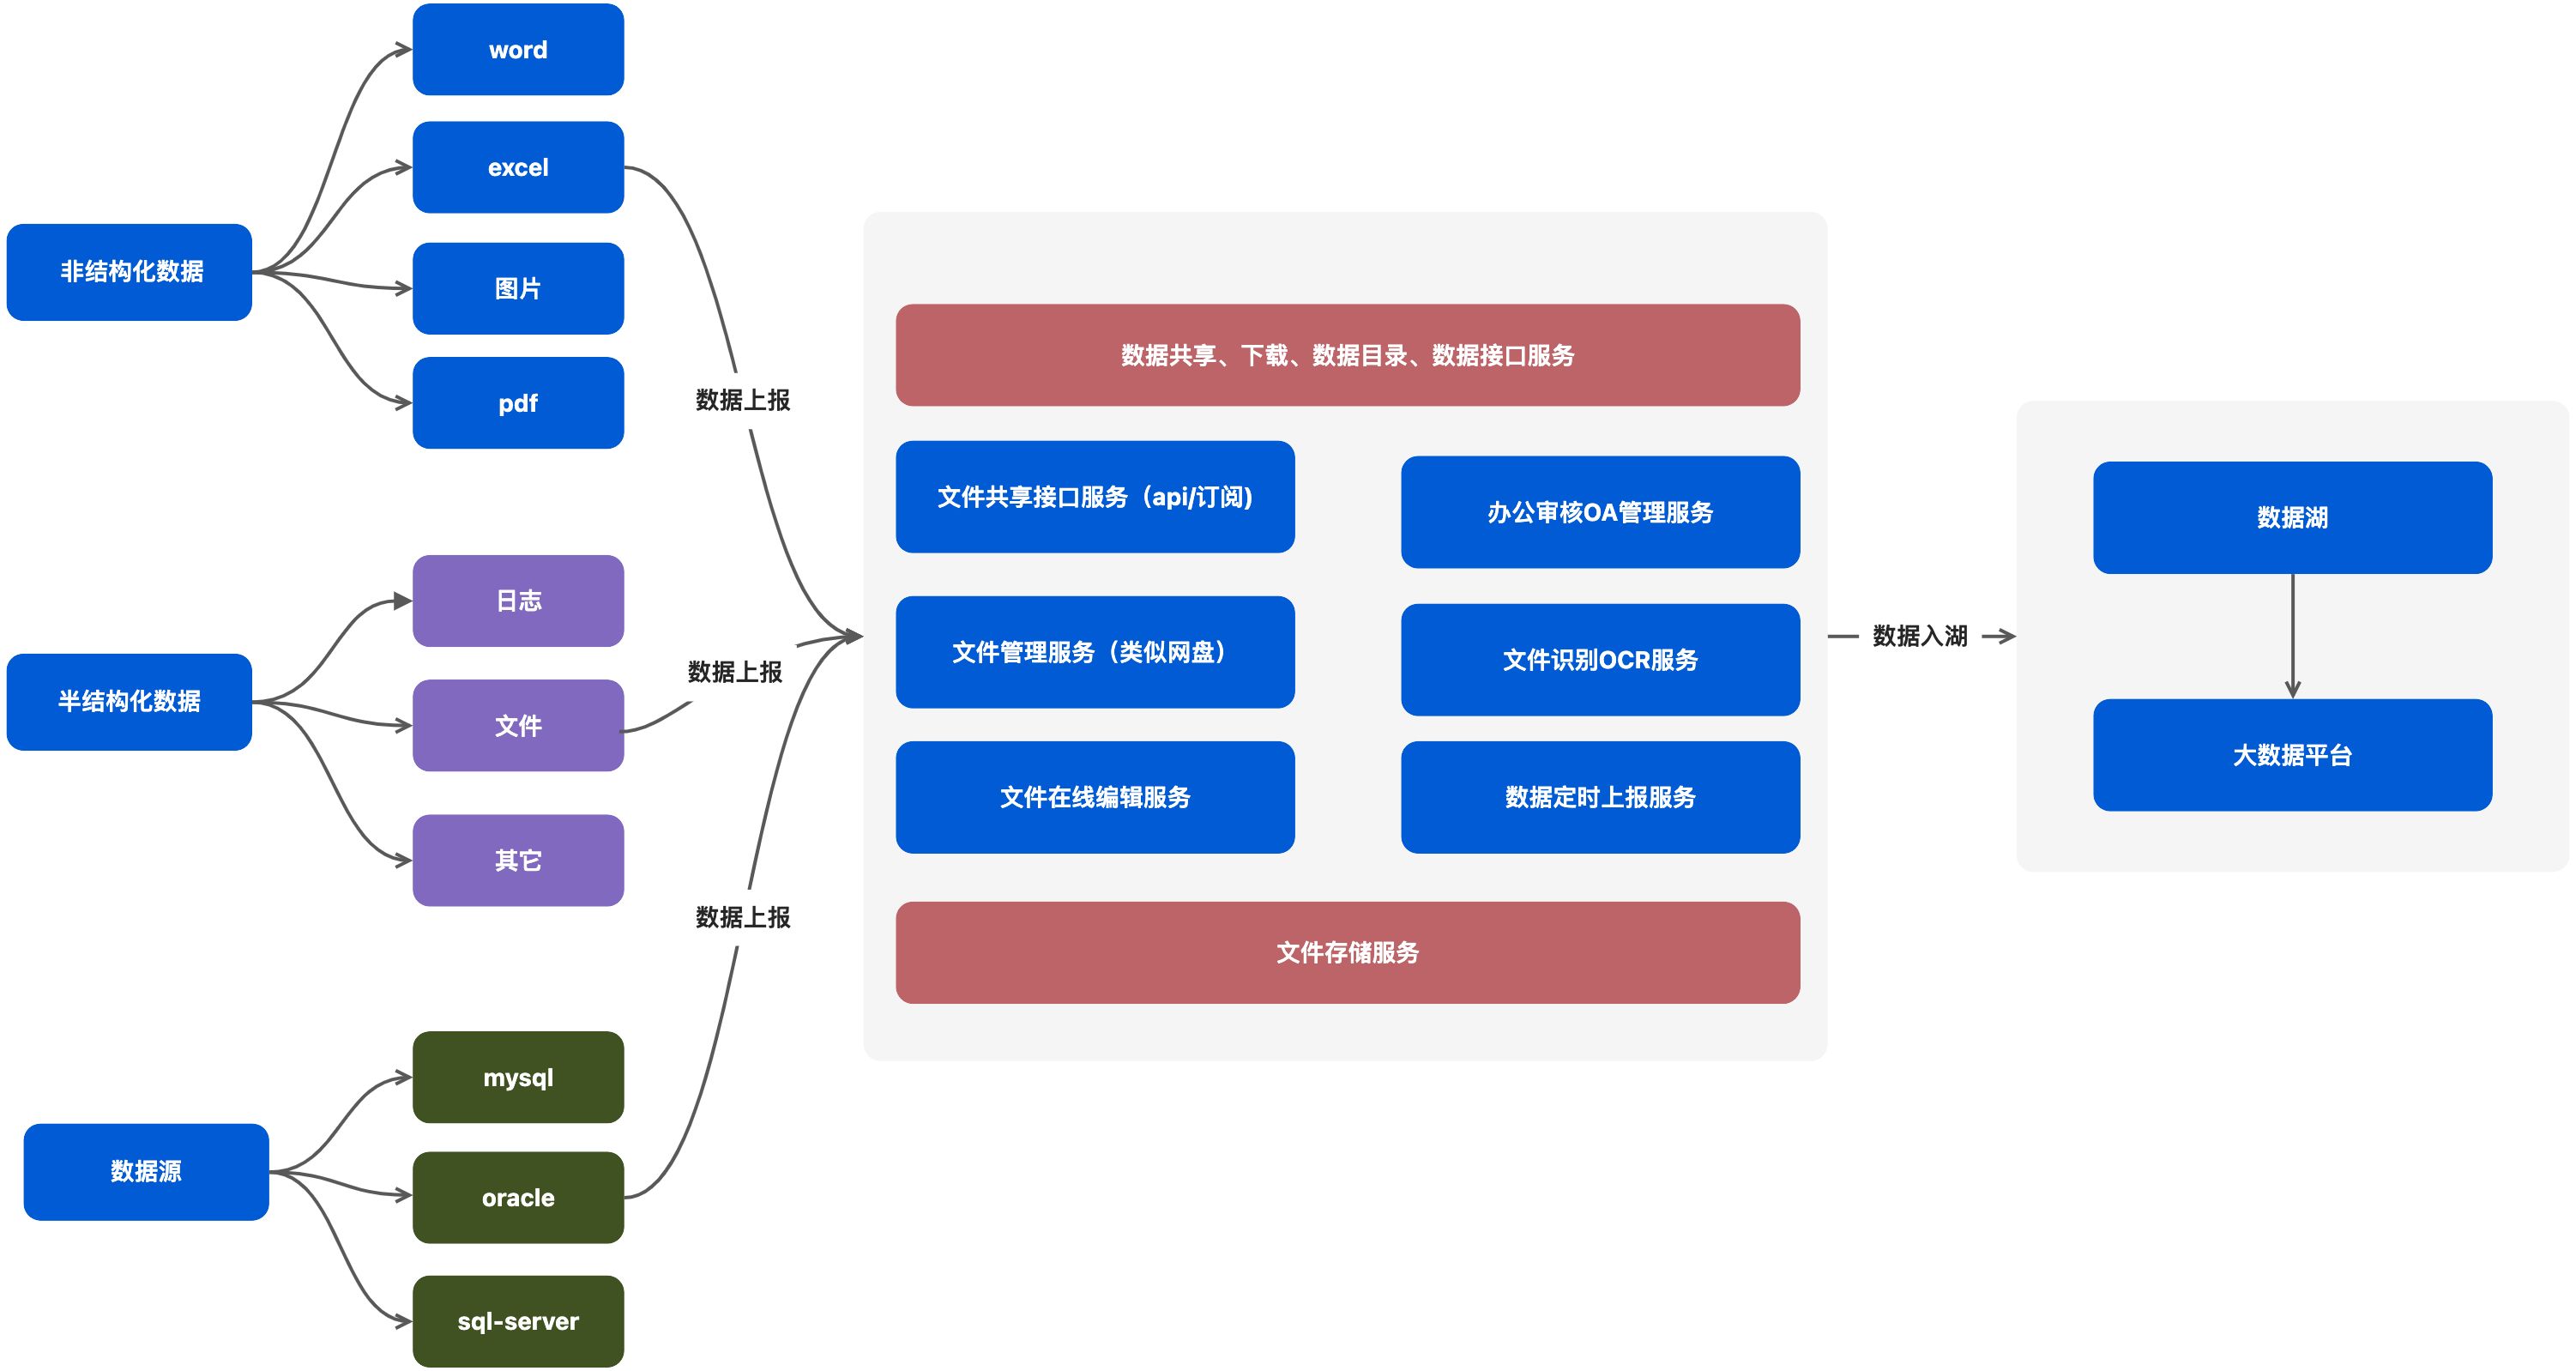 非结构化数据
word
excel
图片
pdf
数据上报
半结构化数据
日志
文件
其它
数据上报
数据源
mysql
oracle
sql-server
数据上报
数据共享、下载、数据目录、数据接口服务
文件共享接口服务（api/订阅)
办公审核OA管理服务
文件管理服务（类似网盘）
文件识别OCR服务
文件在线编辑服务
数据定时上报服务
文件存储服务
数据入湖
数据湖
大数据平台